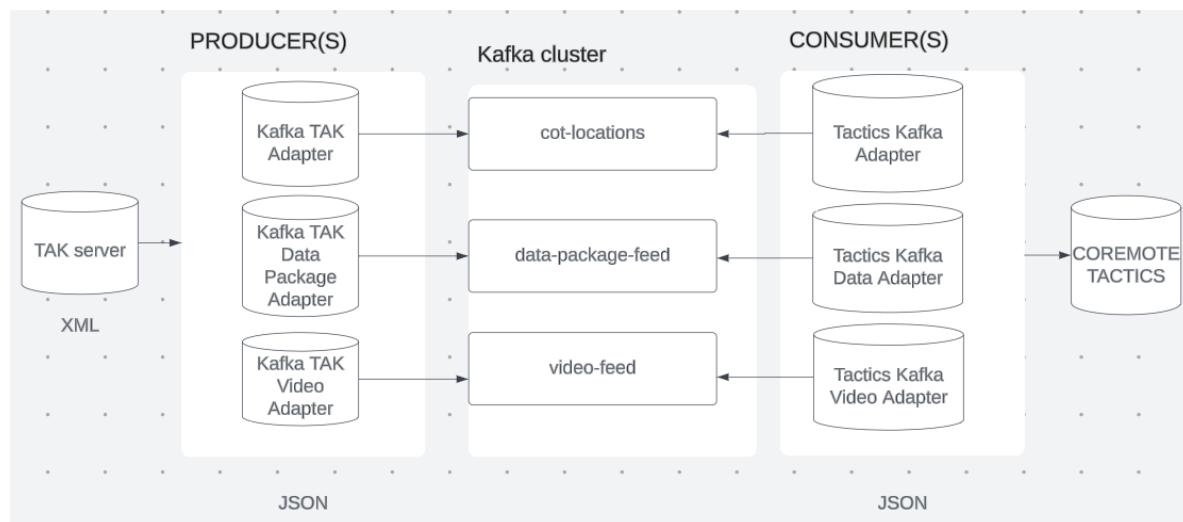 PRODUCER(S)
Kafka cluster
CONSUMER(S)
Kafka TAK
Adapter
cot-locations
Tactics Kafka
Adapter
TAK server
XML
Kafka TAK
Data
Package
Adapter
data-package-feed
Tactics Kafka
Data Adapter
COREMOTE
TACTICS
Kafka TAK
Video
Adapter
video-feed
Tactics Kafka
Video Adapter
JSON
JSON